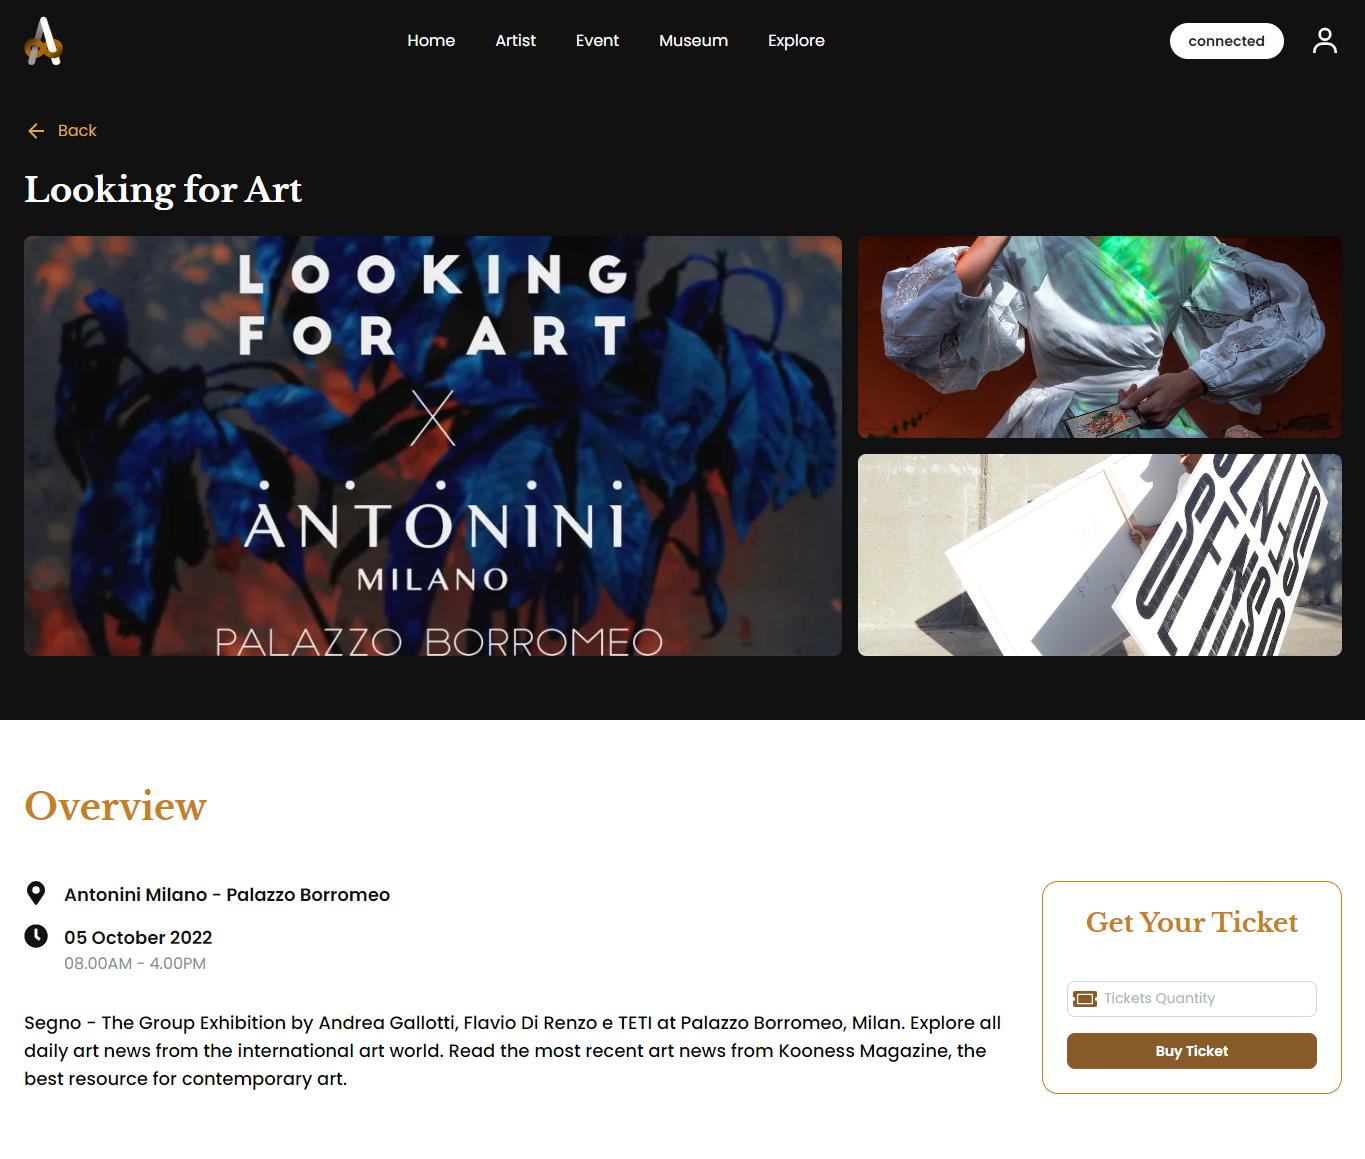 Home Artist Event Museum Explore connected
Back
Looking for Art
LOOKING
FOR ART
X
ANTONINI
MILANO
PALAZZO BORROMEO
Overview
Antonini Milano - Palazzo Borromeo
05 October 2022
08.00AM - 4.00PM
Segno - The Group Exhibition by Andrea Gallotti, Flavio Di Renzo e TETI at Palazzo Borromeo, Milan. Explore all
daily art news from the international art world. Read the most recent art news from Kooness Magazine, the
best resource for contemporary art.
Get Your Ticket
Tickets Quantity
Buy Ticket